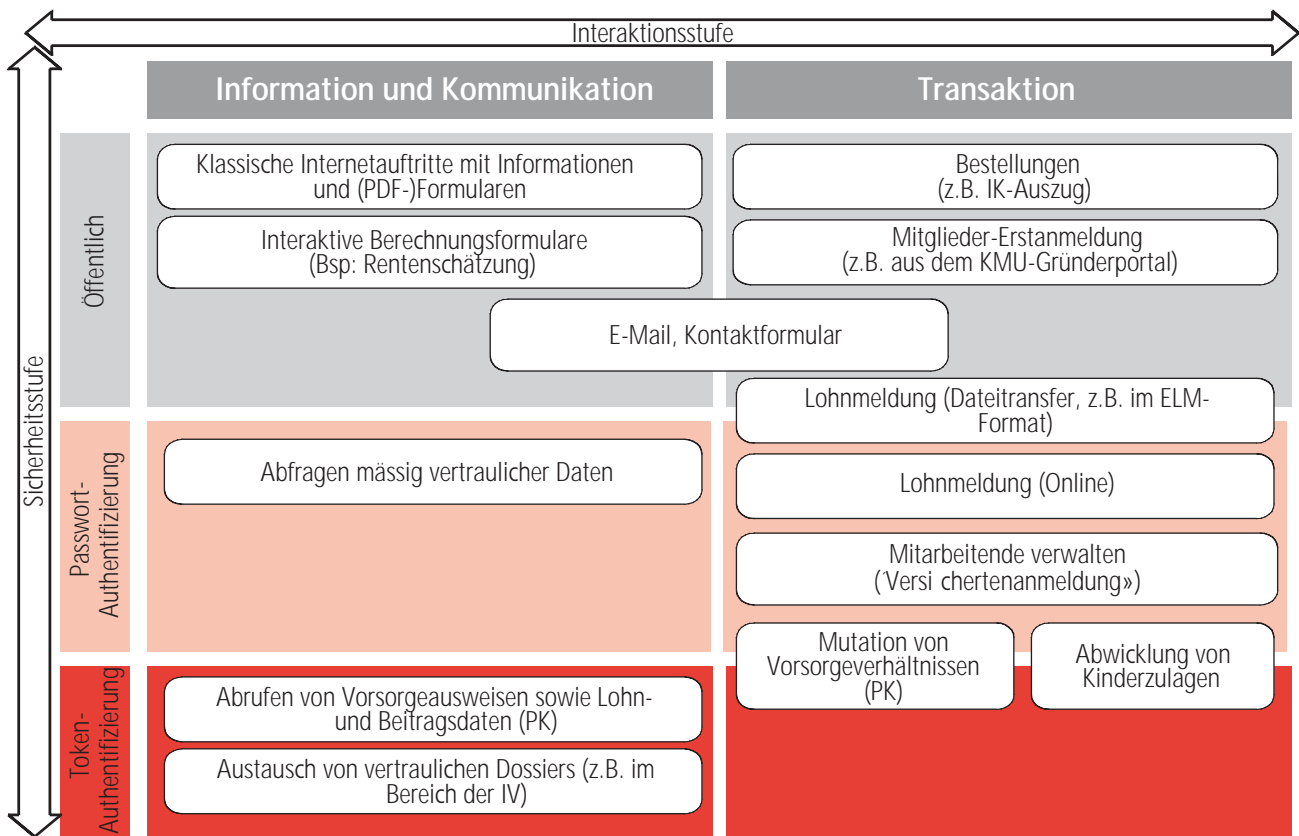 Interaktionsstufe
Sicherheitsstufe
Information und Kommunikation
Transaktion
Öffentlich
Klassische Internetauftritte mit Informationen
und (PDF-)Formularen
Bestellungen
(z.B. IK-Auszug)
Interaktive Berechnungsformulare
(Bsp: Rentenschätzung)
Mitglieder-Erstanmeldung
(z.B. aus dem KMU-Gründerportal)
E-Mail, Kontaktformular
Lohnmeldung (Dateitransfer, z.B. im ELM-
Format)
Passwort-
Authentifizierung
Abfragen mässig vertraulicher Daten
Lohnmeldung (Online)
Mitarbeitende verwalten
(´Versi chertenanmeldung»)
Mutation von
Vorsorgeverhältnissen
(PK)
Abwicklung von
Kinderzulagen
Token-
Authentifizierung
Abrufen von Vorsorgeausweisen sowie Lohn-
und Beitragsdaten (PK)
Austausch von vertraulichen Dossiers (z.B. im
Bereich der IV)